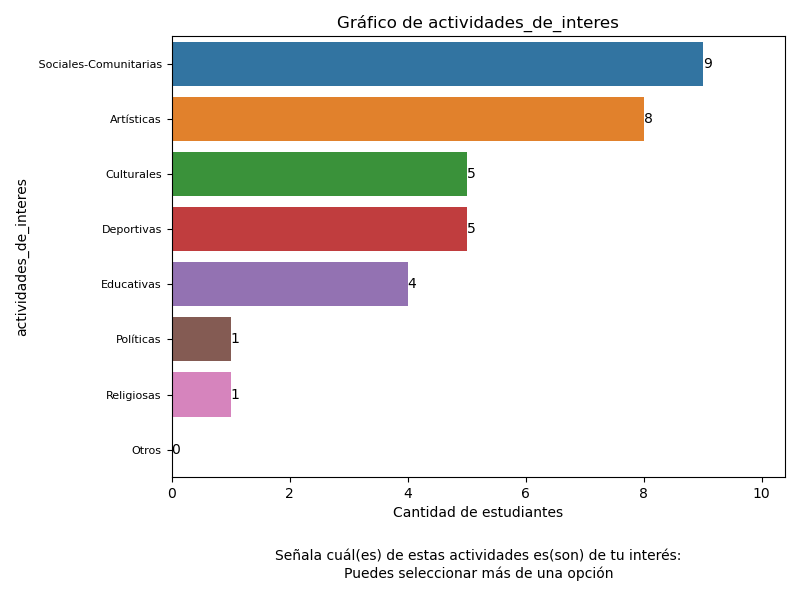 Gráfico de actividades_de_interes
Sociales-Comunitarias 9
Artísticas 8
Culturales 5
Deportivas 5
Educativas 4
Políticas 1
Religiosas 1
Otros 0
actividades_de_interes
0 2 4 6 8 10
Cantidad de estudiantes
Señala cuál(es) de estas actividades es(son) de tu interés:
Puedes seleccionar más de una opción